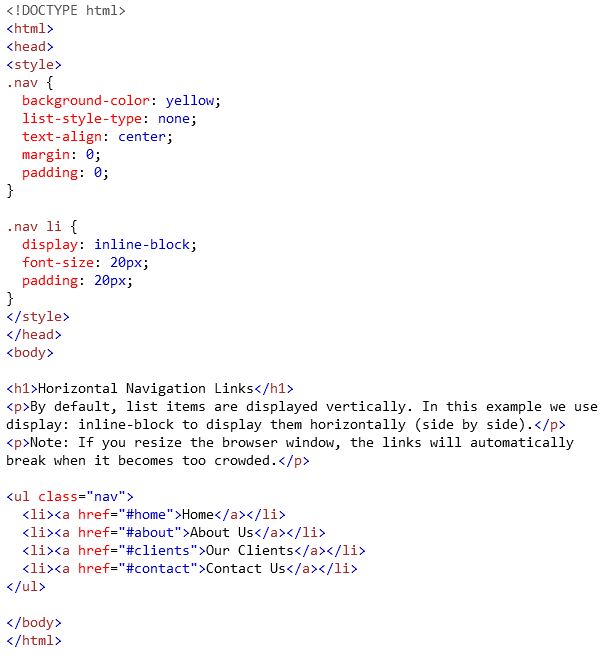 <!DOCTYPE html>
<html>
<head>
<style>
.nav {
  background-color: yellow;
  list-style-type: none;
  text-align: center;
  margin: 0;
  padding: 0;
}

.nav li {
  display: inline-block;
  font-size: 20px;
  padding: 20px;
}
</style>
</head>
<body>

<h1>Horizontal Navigation Links</h1>
<p>By default, list items are displayed vertically. In this example we use
display: inline-block to display them horizontally (side by side).</p>
<p>Note: If you resize the browser window, the links will automatically
break when it becomes too crowded.</p>

<ul class="nav">
  <li><a href="#home">Home</a></li>
  <li><a href="#about">About Us</a></li>
  <li><a href="#clients">Our Clients</a></li>
  <li><a href="#contact">Contact Us</a></li>
</ul>

</body>
</html>